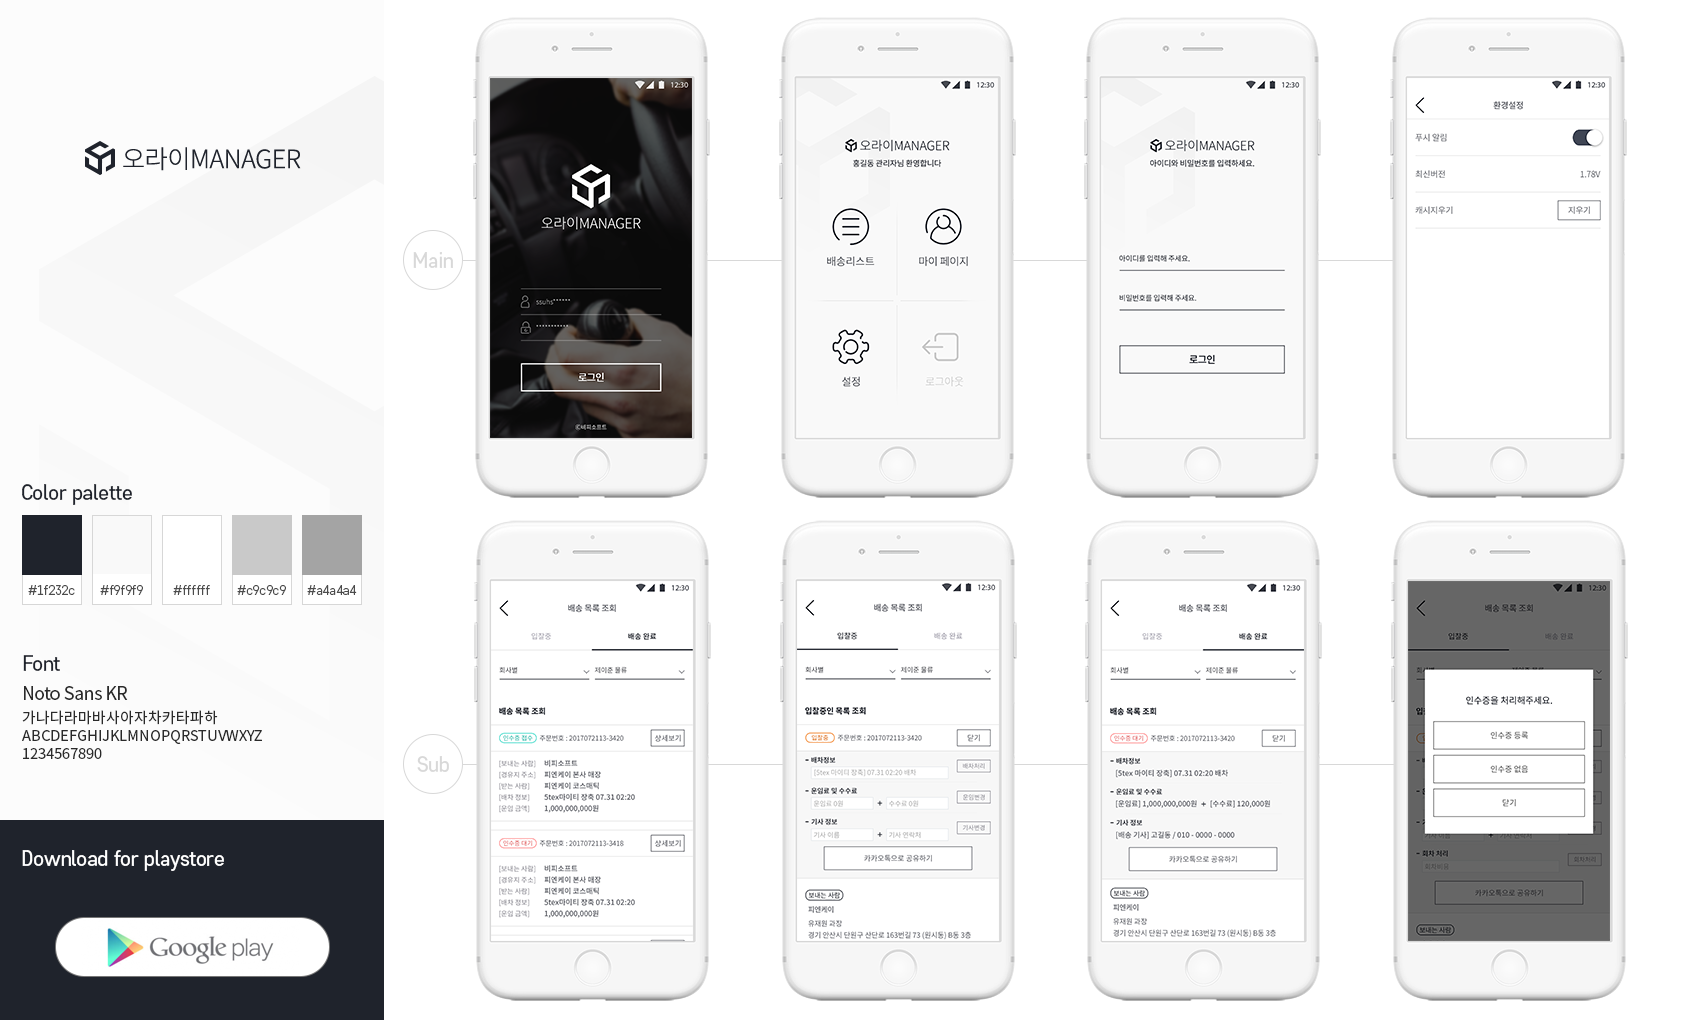 오라이MANAGER
Color palette
#1f232c
#f9f9f9
#ffffff
#c9c9c9
#a4a4a4
Font
Noto Sans KR
가나다라마바사아자차카타파하
ABCDEFGHIJKLMNOPQRSTUVWXYZ
1234567890
Download for playstore
Google play
Main
12:30
오라이MANAGER
ssuhs******
***********
로그인
©비피소프트
12:30
오라이MANAGER
홍길동 관리자님 환영합니다
배송리스트
마이 페이지
설정
로그아웃
12:30
오라이MANAGER
아이디와 비밀번호를 입력하세요.
아이디를 입력해 주세요.
비밀번호를 입력해 주세요.
로그인
12:30
환경설정
푸시 알림
최신버전 1.78V
캐시지우기 지우기
Sub
12:30
배송 목록 조회
입찰중 배송 완료
회사별 제이준 물류
배송 목록 조회
인수증 접수 주문번호 : 2017072113-3420 상세보기
[보내는 사람] 비피소프트
[경유지 주소] 피엔케이 본사 매장
[받는 사람] 피엔케이 코스매틱
[배차 정보] 5tex마이티 장축 07.31 02:20
[운임 금액] 1,000,000,000원
인수증 대기 주문번호 : 2017072113-3418 상세보기
[보내는 사람] 비피소프트
[경유지 주소] 피엔케이 본사 매장
[받는 사람] 피엔케이 코스매틱
[배차 정보] 5tex마이티 장축 07.31 02:20
[운임 금액] 1,000,000,000원
12:30
배송 목록 조회
입찰중 배송 완료
회사별 제이준 물류
입찰중인 목록 조회
입찰중 주문번호 : 2017072113-3420 닫기
- 배차정보
[5tex 마이티 장축] 07.31 02:20 배차 배차처리
- 운임료 및 수수료
운임료 0원 + 수수료 0원 운임변경
- 기사 정보
기사 이름 + 기사 연락처 기사변경
카카오톡으로 공유하기
보내는 사람
피엔케이
유재원 과장
경기 안산시 단원구 산단로 163번길 73 (원시동) B동 3층
12:30
배송 목록 조회
입찰중 배송 완료
회사별 제이준 물류
배송 목록 조회
인수증 대기 주문번호 : 2017072113-3420 닫기
- 배차정보
[5tex 마이티 장축] 07.31 02:20 배차
- 운임료 및 수수료
[운임료] 1,000,000,000원 + [수수료] 120,000원
- 기사 정보
[배송 기사] 고길동 / 010 - 0000 - 0000
카카오톡으로 공유하기
보내는 사람
피엔케이
유재원 과장
경기 안산시 단원구 산단로 163번길 73 (원시동) B동 3층
12:30
배송 목록 조회
입찰중 배송 완료
인수증을 처리해주세요.
인수증 등록
인수증 없음
닫기
기사 이름 + 기사 연락처
- 회차 처리
회차비용 회차처리
카카오톡으로 공유하기
보내는 사람